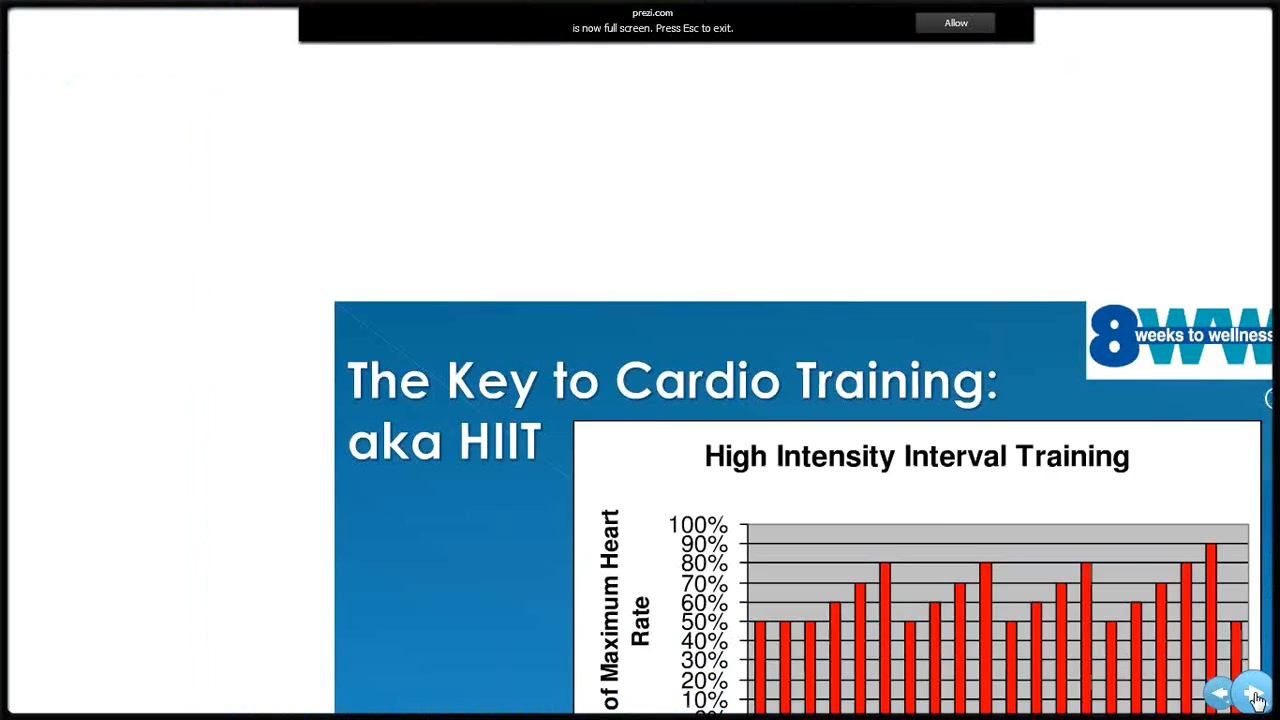 prezi.com
is now full screen. Press Esc to exit.
Allow
8WW
weeks to wellness
The Key to Cardio Training:
aka HIIT
High Intensity Interval Training
of Maximum Heart
Rate
100%
90%
80%
70%
60%
50%
40%
30%
20%
10%